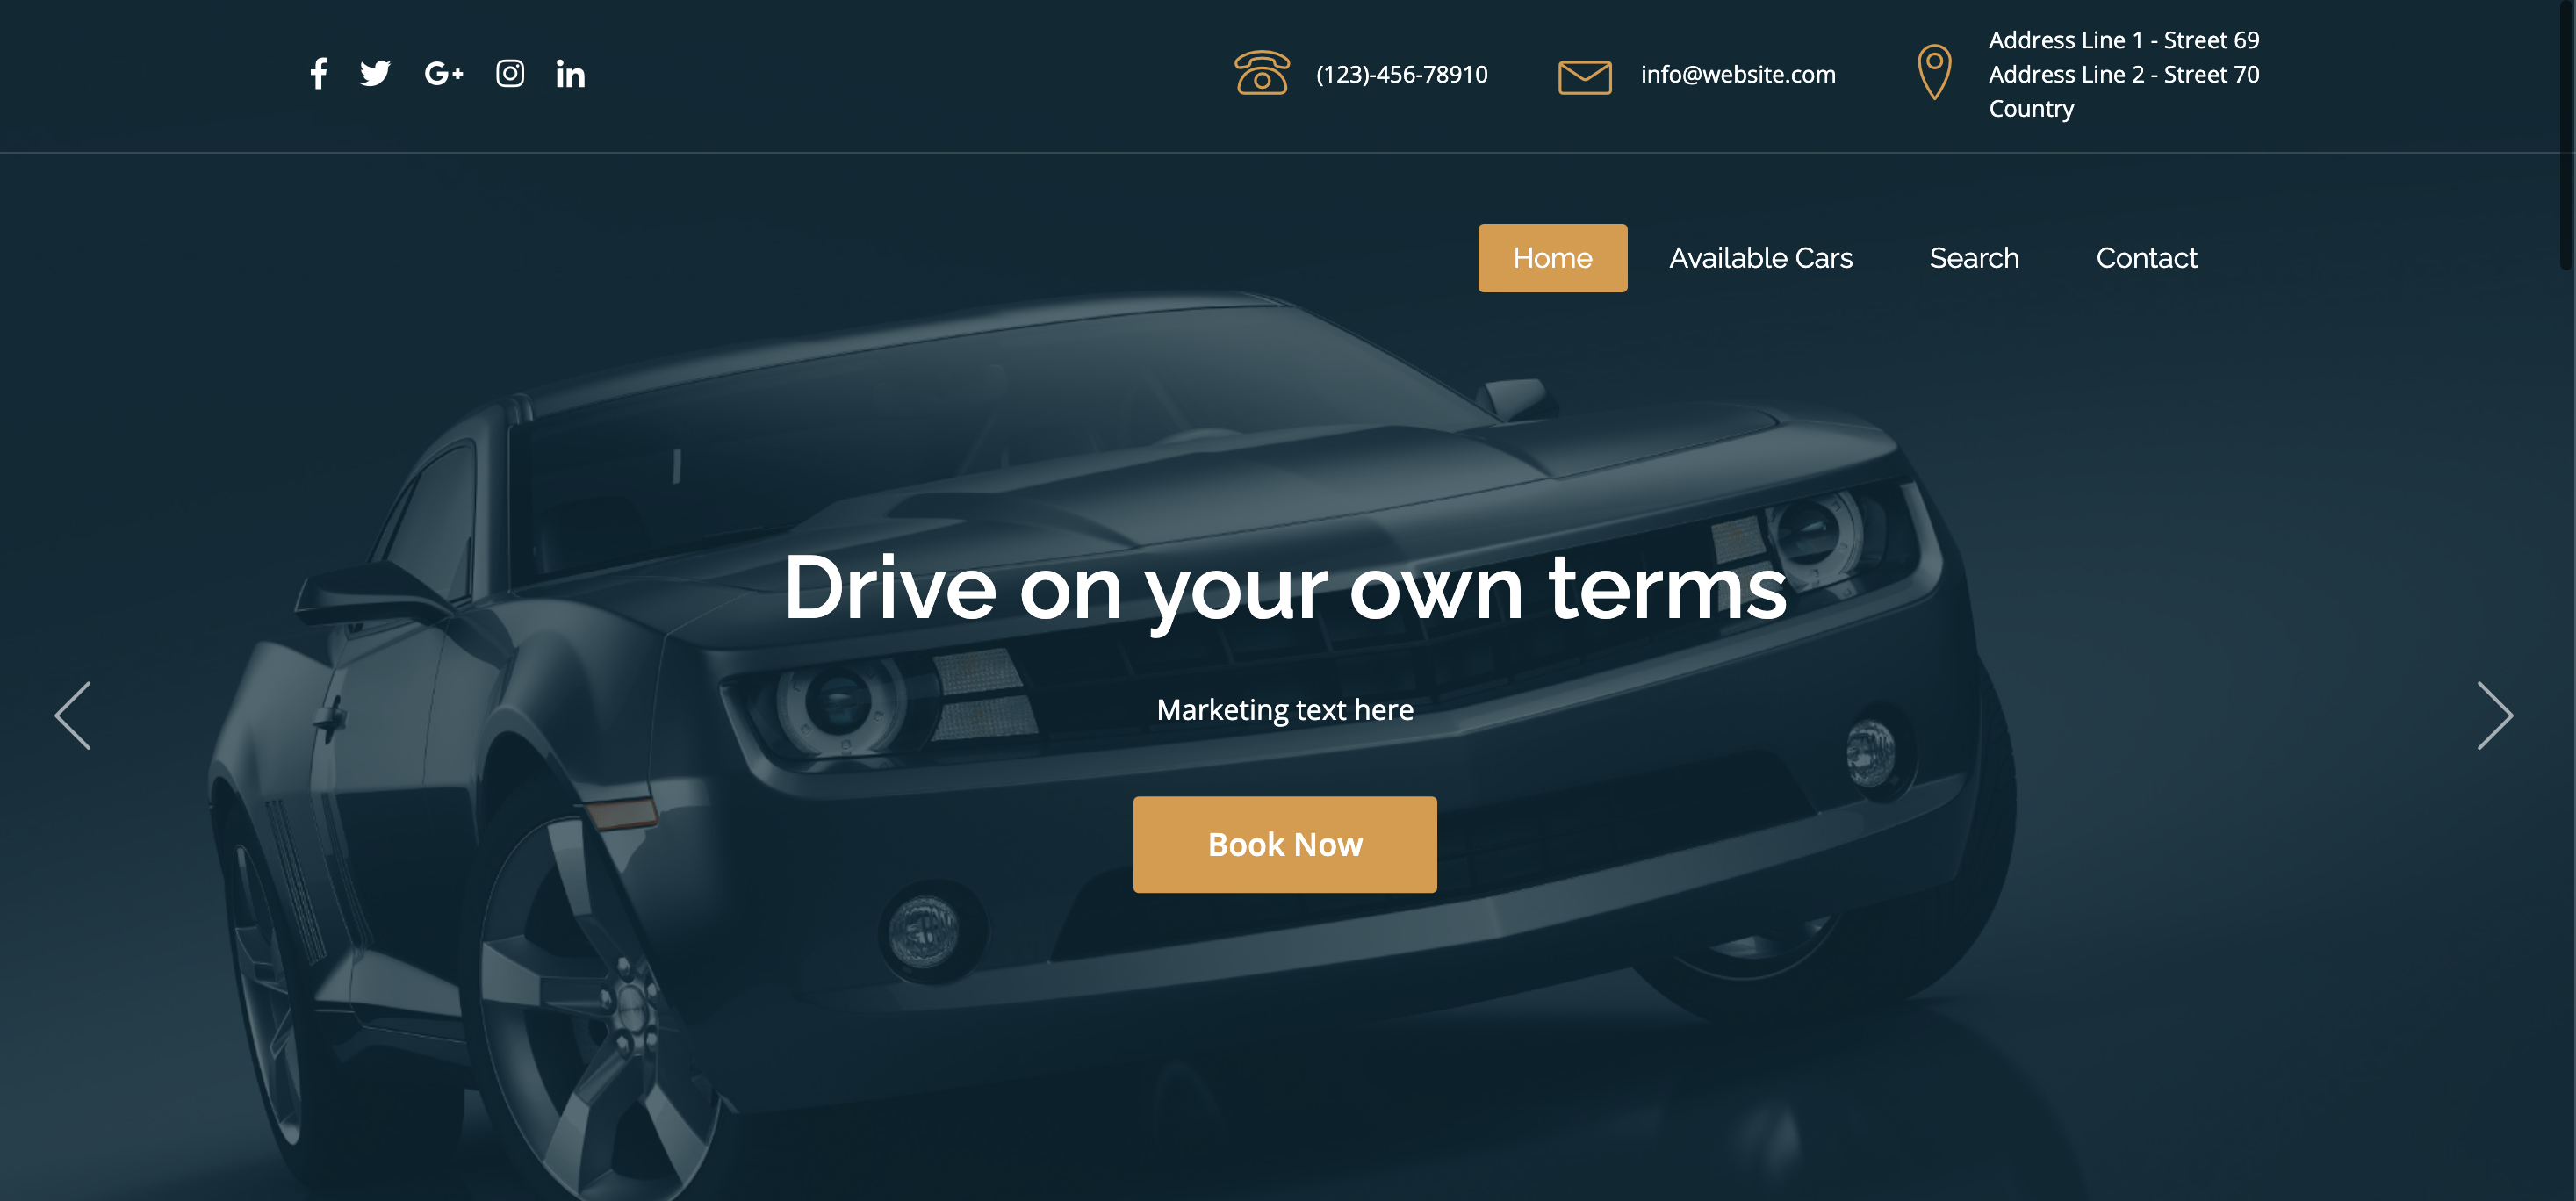 (123)-456-78910
info@website.com
Address Line 1 - Street 69
Address Line 2 - Street 70
Country
Home
Available Cars
Search
Contact
Drive on your own terms
Marketing text here
Book Now